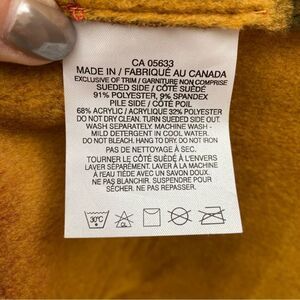 CA 05633
MADE IN / FABRIQUÉ AU CANADA
EXCLUSIVE OF TRIM / GARNITURE NON COMPRISE
SUEDED SIDE / CÔTÉ SUÉDÉ
91% POLYESTER, 9% SPANDEX
PILE SIDE / CÔTÉ POIL
68% ACRYLIC / ACRYLIQUE 32% POLYESTER
DO NOT DRY CLEAN. TURN SUEDED SIDE OUT.
WASH SEPARATELY. MACHINE WASH -
MILD DETERGENT IN COOL WATER.
DO NOT BLEACH. HANG TO DRY. DO NOT IRON
PAS DE NETTOYAGE À SEC.
TOURNER LE CÔTÉ SUÉDÉ À L'ENVERS
LAVER SÉPARÉMENT. LAVER À LA MACHINE
À L'EAU TIÈDE ET UN SAVON DOUX.
NE PAS BLANCHIR. SUSPENDRE POUR SÉCHER.
NE PAS REPASSER.
30°C CL